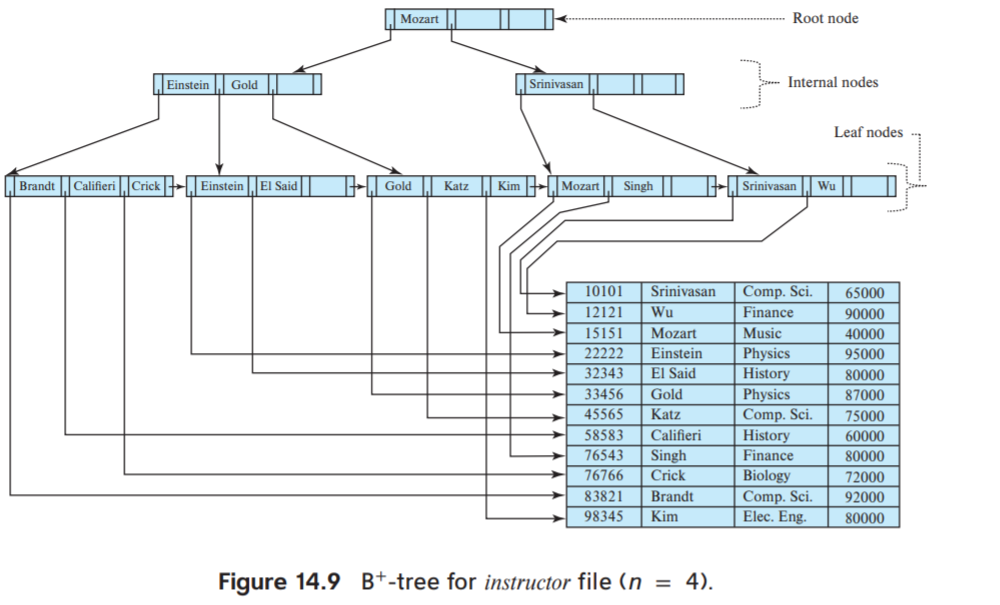 Mozart
Root node
Einstein Gold
Srinivasan
Internal nodes
Leaf nodes
Brandt Califieri Crick Einstein El Said Gold Katz Kim Mozart Singh Srinivasan Wu
10101 Srinivasan Comp. Sci. 65000
12121 Wu Finance 90000
15151 Mozart Music 40000
22222 Einstein Physics 95000
32343 El Said History 80000
33456 Gold Physics 87000
45565 Katz Comp. Sci. 75000
58583 Califieri History 60000
76543 Singh Finance 80000
76766 Crick Biology 72000
83821 Brandt Comp. Sci. 92000
98345 Kim Elec. Eng. 80000
Figure 14.9 B⁺-tree for instructor file (n = 4).